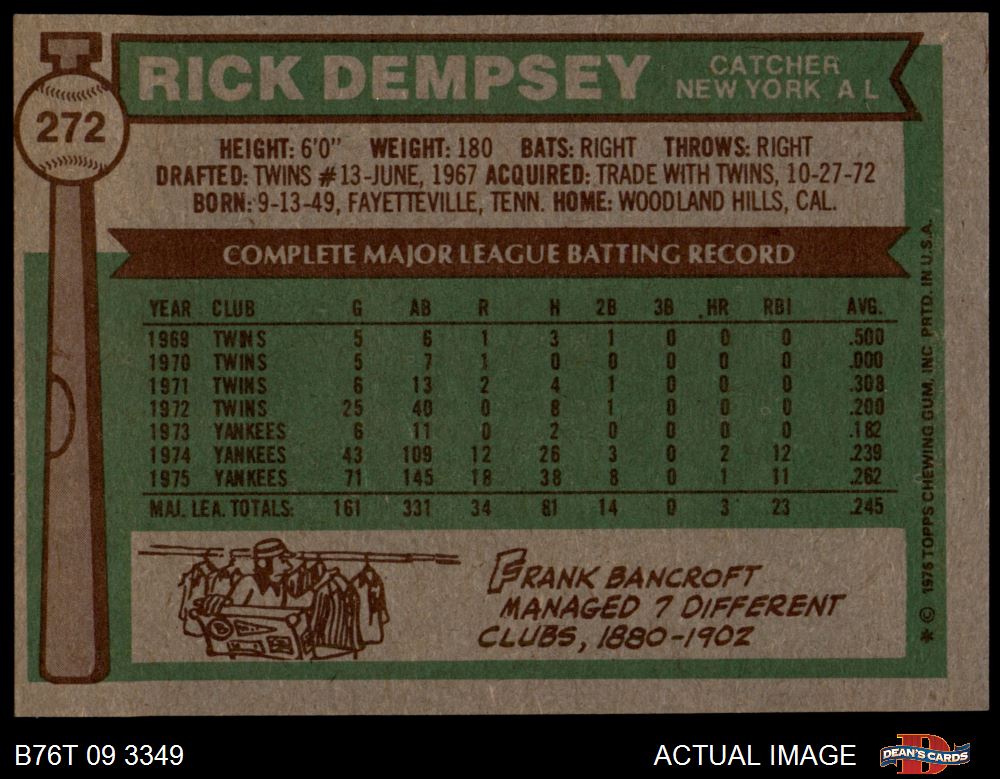 272
RICK DEMPSEY
CATCHER
NEW YORK A L
HEIGHT: 6'0" WEIGHT: 180 BATS: RIGHT THROWS: RIGHT
DRAFTED: TWINS #13-JUNE, 1967 ACQUIRED: TRADE WITH TWINS, 10-27-72
BORN: 9-13-49, FAYETTEVILLE, TENN. HOME: WOODLAND HILLS, CAL.
COMPLETE MAJOR LEAGUE BATTING RECORD
YEAR CLUB G AB R H 2B 3B HR RBI AVG.
1969 TWINS 5 6 1 3 1 0 0 0 .500
1970 TWINS 5 7 1 0 0 0 0 0 .000
1971 TWINS 6 13 2 4 1 0 0 0 .308
1972 TWINS 25 40 0 8 1 0 0 0 .200
1973 YANKEES 6 11 0 2 0 0 0 0 .182
1974 YANKEES 43 109 12 26 3 0 2 12 .239
1975 YANKEES 71 145 18 38 8 0 1 11 .262
MAJ. LEA. TOTALS: 161 331 34 81 14 0 3 23 .245
FRANK BANCROFT
MANAGED 7 DIFFERENT
CLUBS, 1880-1902
* © 1976 TOPPS CHEWING GUM, INC. PRTD. IN U.S.A.
B76T 09 3349
ACTUAL IMAGE
DEAN'S CARDS